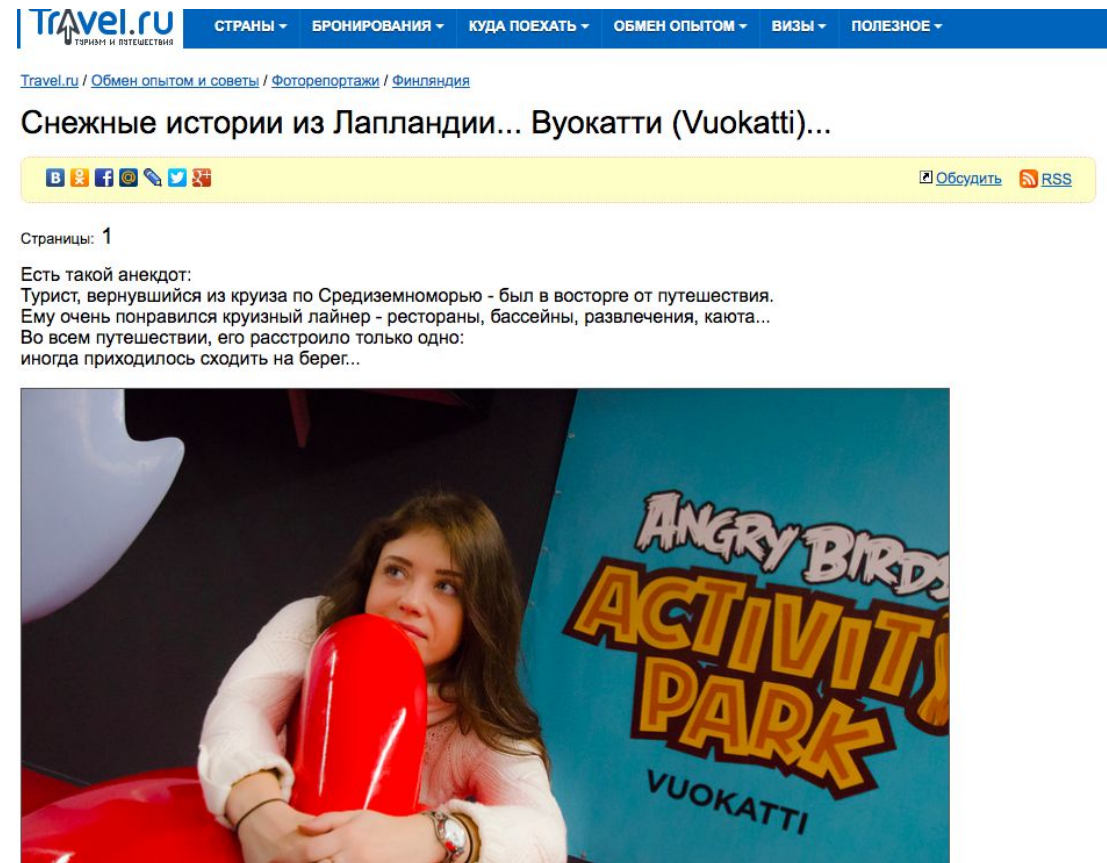 Travel.ru
ТУРИЗМ И ПУТЕШЕСТВИЯ
СТРАНЫ БРОНИРОВАНИЯ КУДА ПОЕХАТЬ ОБМЕН ОПЫТОМ ВИЗЫ ПОЛЕЗНОЕ
Travel.ru / Обмен опытом и советы / Фоторепортажи / Финляндия
Снежные истории из Лапландии... Вуокатти (Vuokatti)...
Обсудить RSS
Страницы: 1
Есть такой анекдот:
Турист, вернувшийся из круиза по Средиземноморью - был в восторге от путешествия.
Ему очень понравился круизный лайнер - рестораны, бассейны, развлечения, каюта...
Во всем путешествии, его расстроило только одно:
иногда приходилось сходить на берег...
ANGRY BIRDS
ACTIVITY
PARK
VUOKATTI